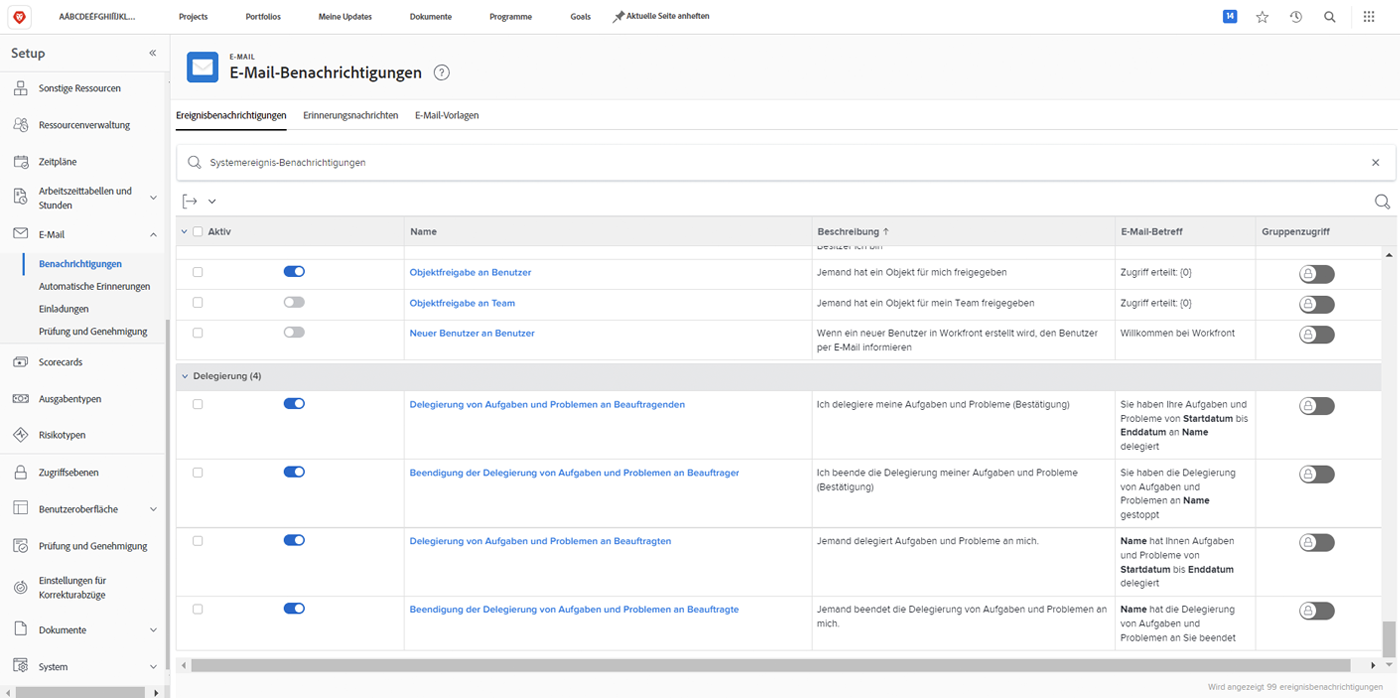 AÁBCDEÉFGHIÍJKL...
Projects
Portfolios
Meine Updates
Dokumente
Programme
Goals
Aktuelle Seite anheften
14
Setup
Sonstige Ressourcen
Ressourcenverwaltung
Zeitpläne
Arbeitszeittabellen und
Stunden
E-Mail
Benachrichtigungen
Automatische Erinnerungen
Einladungen
Prüfung und Genehmigung
Scorecards
Ausgabentypen
Risikotypen
Zugriffsebenen
Benutzeroberfläche
Prüfung und Genehmigung
Einstellungen für
Korrekturabzüge
Dokumente
System
E-MAIL
E-Mail-Benachrichtigungen
Ereignisbenachrichtigungen
Erinnerungsnachrichten
E-Mail-Vorlagen
Systemereignis-Benachrichtigungen
Aktiv
Name
Beschreibung
E-Mail-Betreff
Gruppenzugriff
Besitzer ich bin
Objektfreigabe an Benutzer
Jemand hat ein Objekt für mich freigegeben
Zugriff erteilt: {0}
Objektfreigabe an Team
Jemand hat ein Objekt für mein Team freigegeben
Zugriff erteilt: {0}
Neuer Benutzer an Benutzer
Wenn ein neuer Benutzer in Workfront erstellt wird, den Benutzer
per E-Mail informieren
Willkommen bei Workfront
Delegierung (4)
Delegierung von Aufgaben und Problemen an Beauftragenden
Ich delegiere meine Aufgaben und Probleme (Bestätigung)
Sie haben Ihre Aufgaben und
Probleme von Startdatum bis
Enddatum an Name
delegiert
Beendigung der Delegierung von Aufgaben und Problemen an Beauftrager
Ich beende die Delegierung meiner Aufgaben und Probleme
(Bestätigung)
Sie haben die Delegierung
von Aufgaben und
Problemen an Name
gestoppt
Delegierung von Aufgaben und Problemen an Beauftragten
Jemand delegiert Aufgaben und Probleme an mich.
Name hat Ihnen Aufgaben
und Probleme von
Startdatum bis Enddatum
delegiert
Beendigung der Delegierung von Aufgaben und Problemen an Beauftragte
Jemand beendet die Delegierung von Aufgaben und Problemen an
mich.
Name hat die Delegierung
von Aufgaben und
Problemen an Sie beendet
Wird angezeigt 99 ereignisbenachrichtigungen